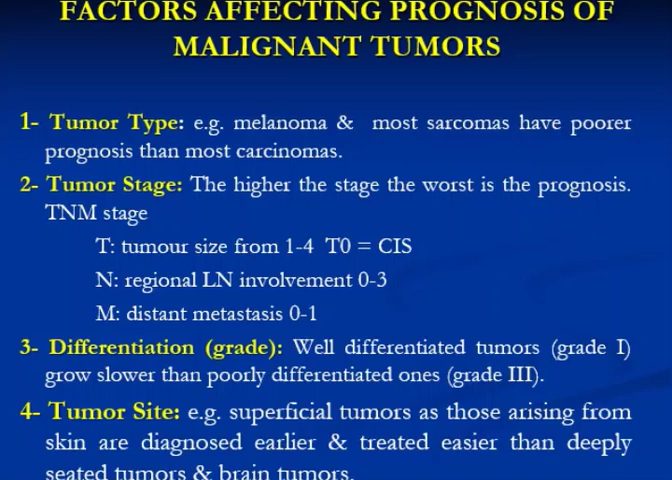 FACTORS AFFECTING PROGNOSIS OF
MALIGNANT TUMORS
1- Tumor Type: e.g. melanoma & most sarcomas have poorer
prognosis than most carcinomas.
2- Tumor Stage: The higher the stage the worst is the prognosis.
TNM stage
T: tumour size from 1-4 T0 = CIS
N: regional LN involvement 0-3
M: distant metastasis 0-1
3- Differentiation (grade): Well differentiated tumors (grade I)
grow slower than poorly differentiated ones (grade III).
4- Tumor Site: e.g. superficial tumors as those arising from
skin are diagnosed earlier & treated easier than deeply
seated tumors & brain tumors.